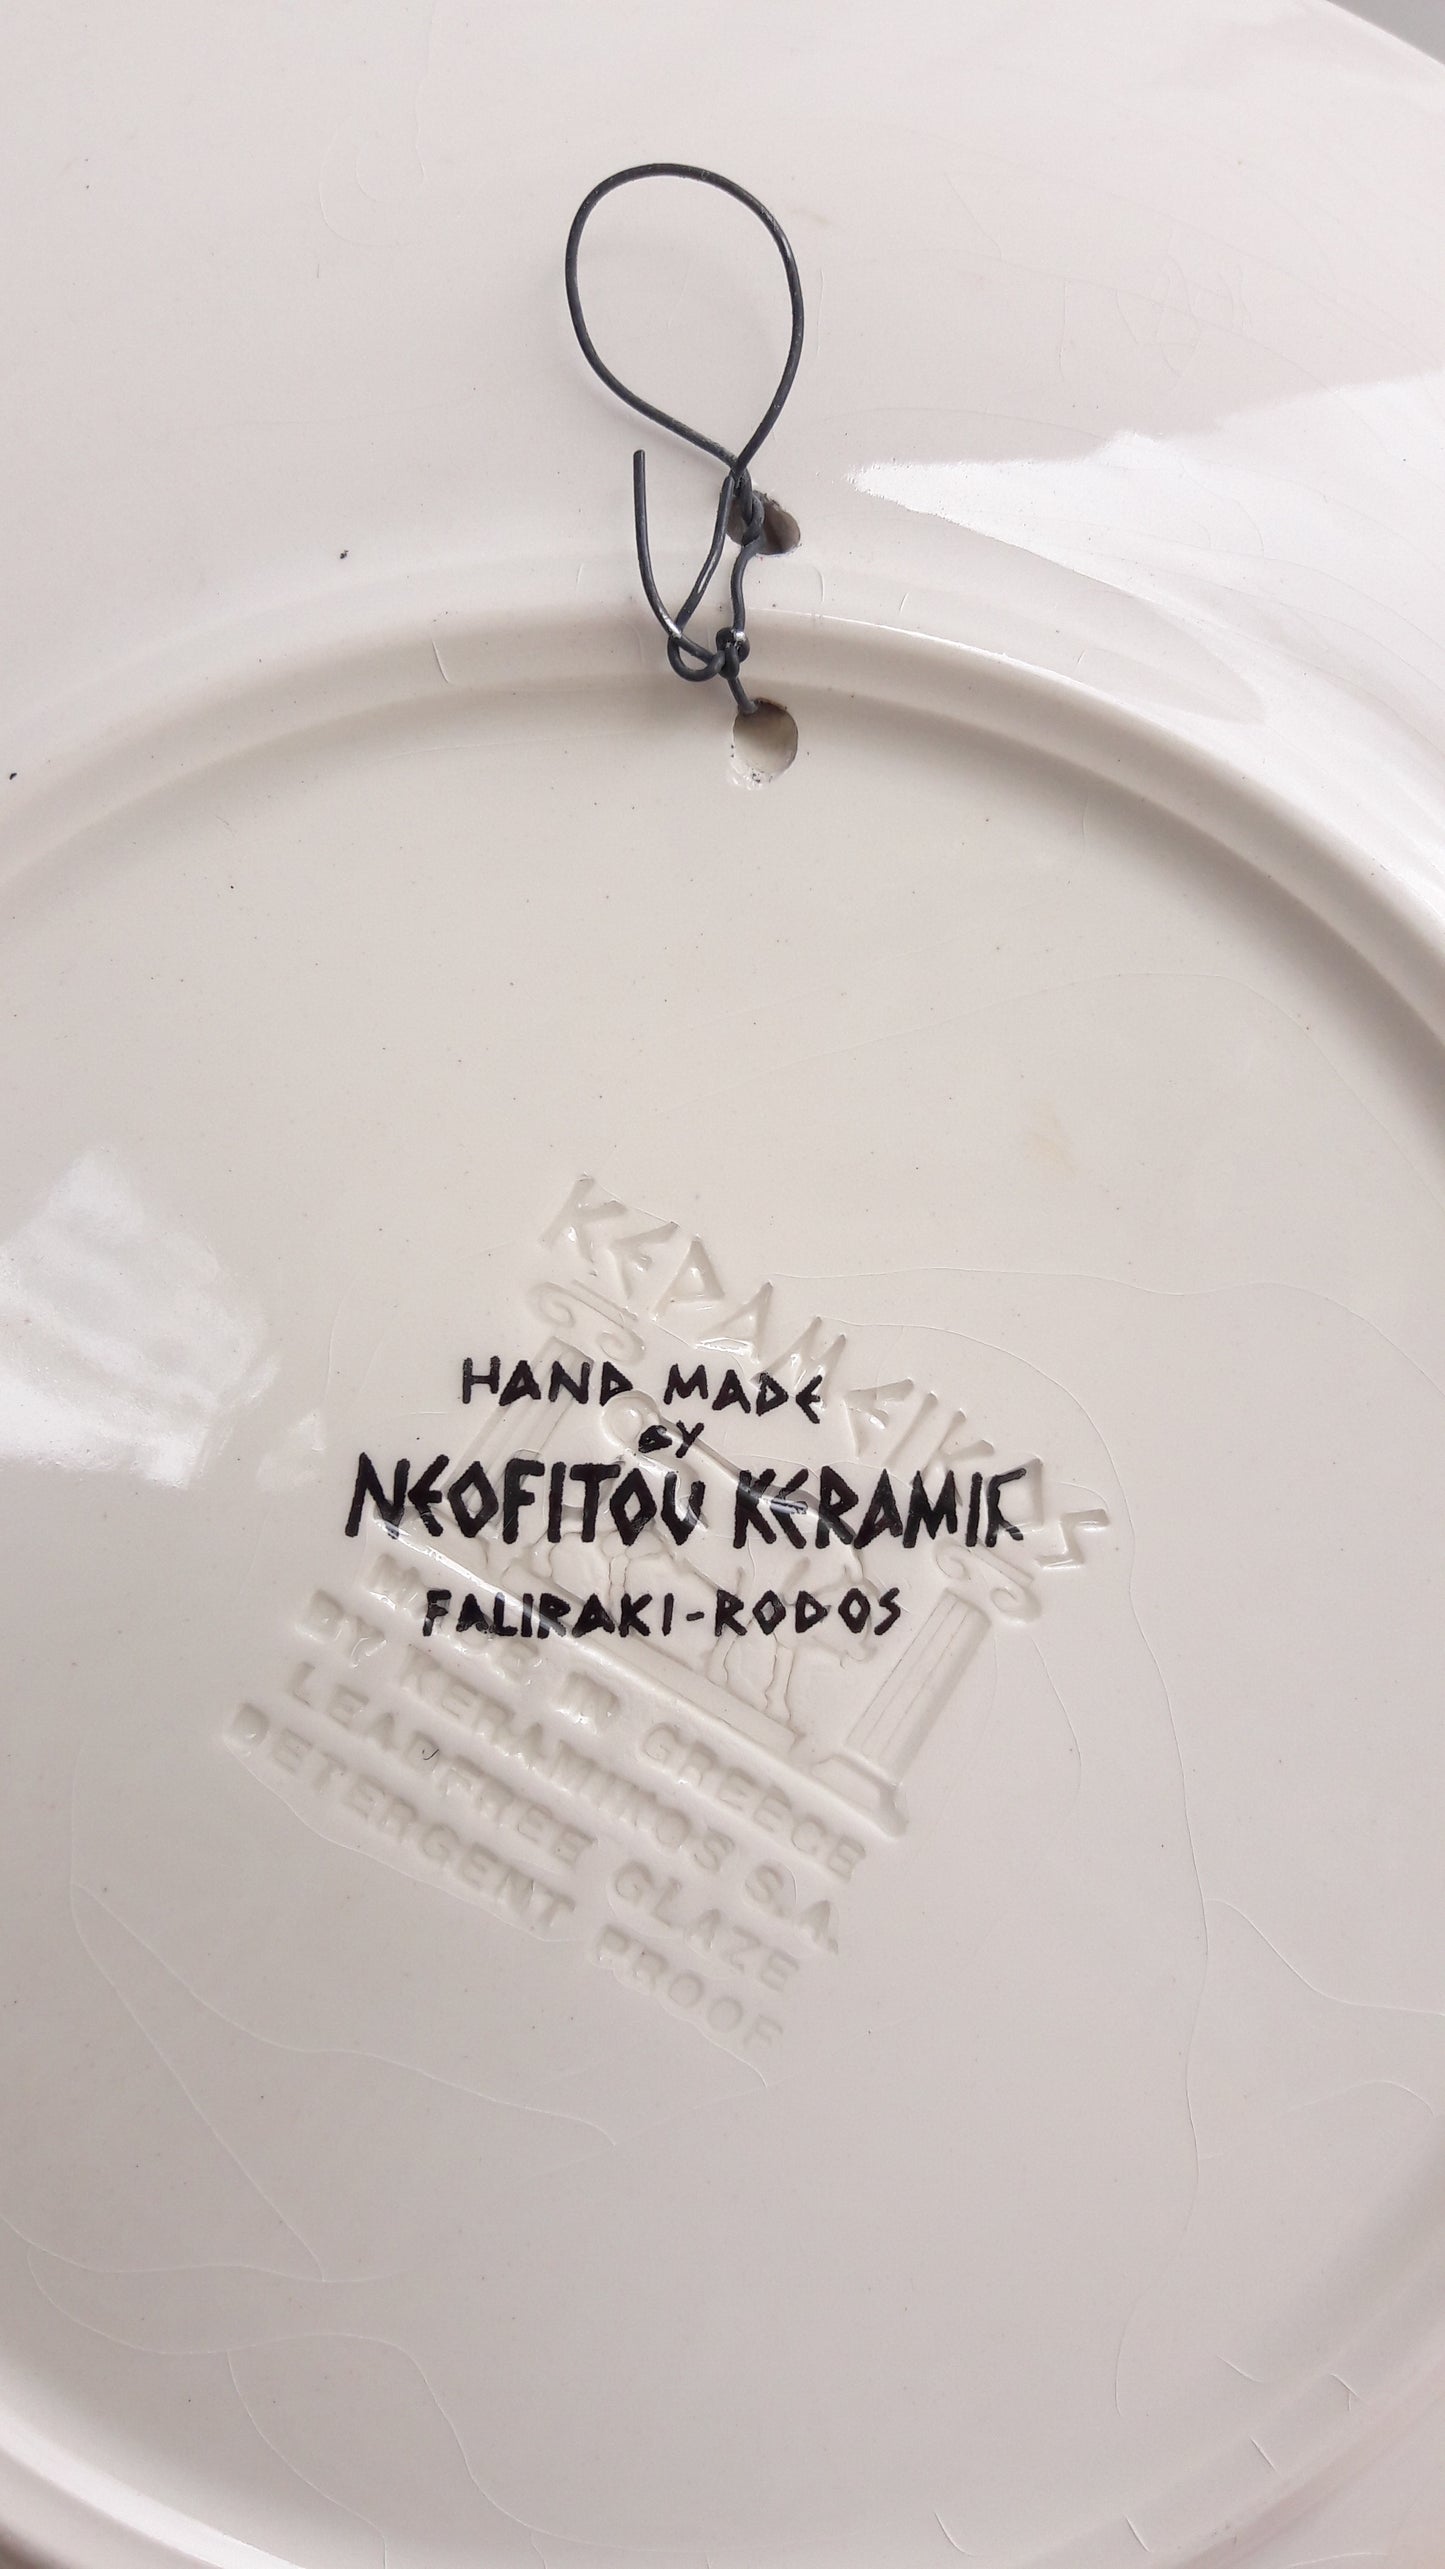 ΚΕΡΑΜΕΙΚΟΣ
HAND MADE
BY
NEOFITOU KERAMIK
FALIRAKI-RODOS
MADE IN GREECE
BY KERAMIKOS S.A.
LEADFREE GLAZE
DETERGENT PROOF